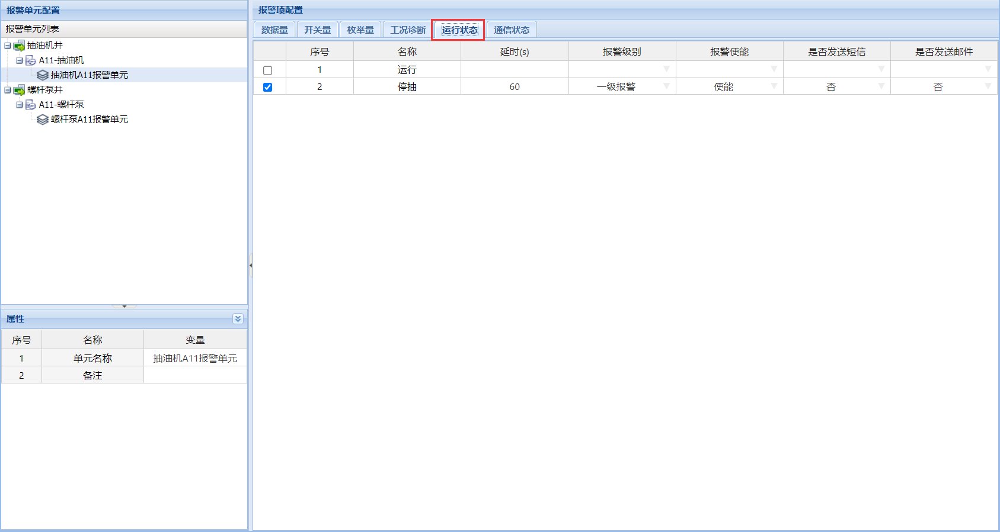 报警单元配置
报警单元列表
抽油机井
A11-抽油机
抽油机A11报警单元
螺杆泵井
A11-螺杆泵
螺杆泵A11报警单元
属性
序号 名称 变量
1 单元名称 抽油机A11报警单元
2 备注
报警项配置
数据量 开关量 枚举量 工况诊断 运行状态 通信状态
序号 名称 延时(s) 报警级别 报警使能 是否发送短信 是否发送邮件
1 运行
2 停抽 60 一级报警 使能 否 否